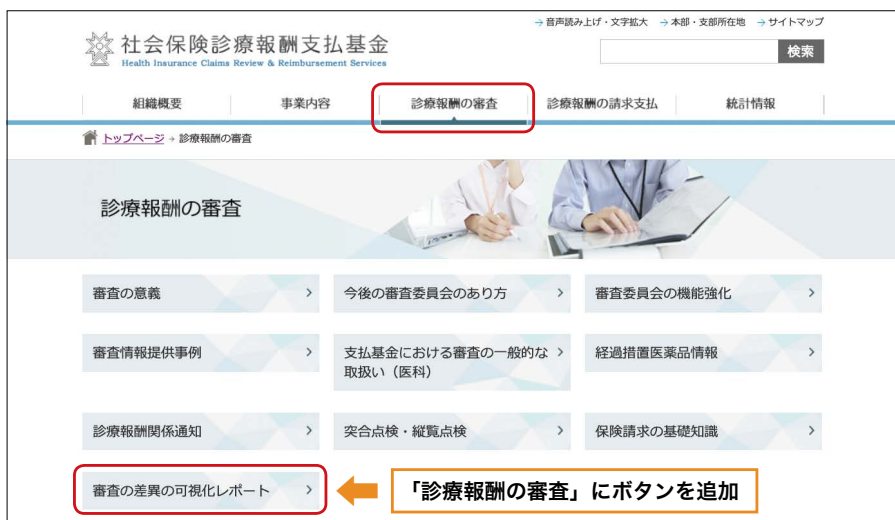 → 音声読み上げ・文字拡大 → 本部・支部所在地 → サイトマップ
社会保険診療報酬支払基金
Health Insurance Claims Review & Reimbursement Services
検索
組織概要 事業内容 診療報酬の審査 診療報酬の請求支払 統計情報
トップページ → 診療報酬の審査
診療報酬の審査
審査の意義 > 今後の審査委員会のあり方 > 審査委員会の機能強化 >
審査情報提供事例 > 支払基金における審査の一般的な > 経過措置医薬品情報 >
取扱い（医科）
診療報酬関係通知 > 突合点検・縦覧点検 > 保険請求の基礎知識 >
審査の差異の可視化レポート > 「診療報酬の審査」にボタンを追加